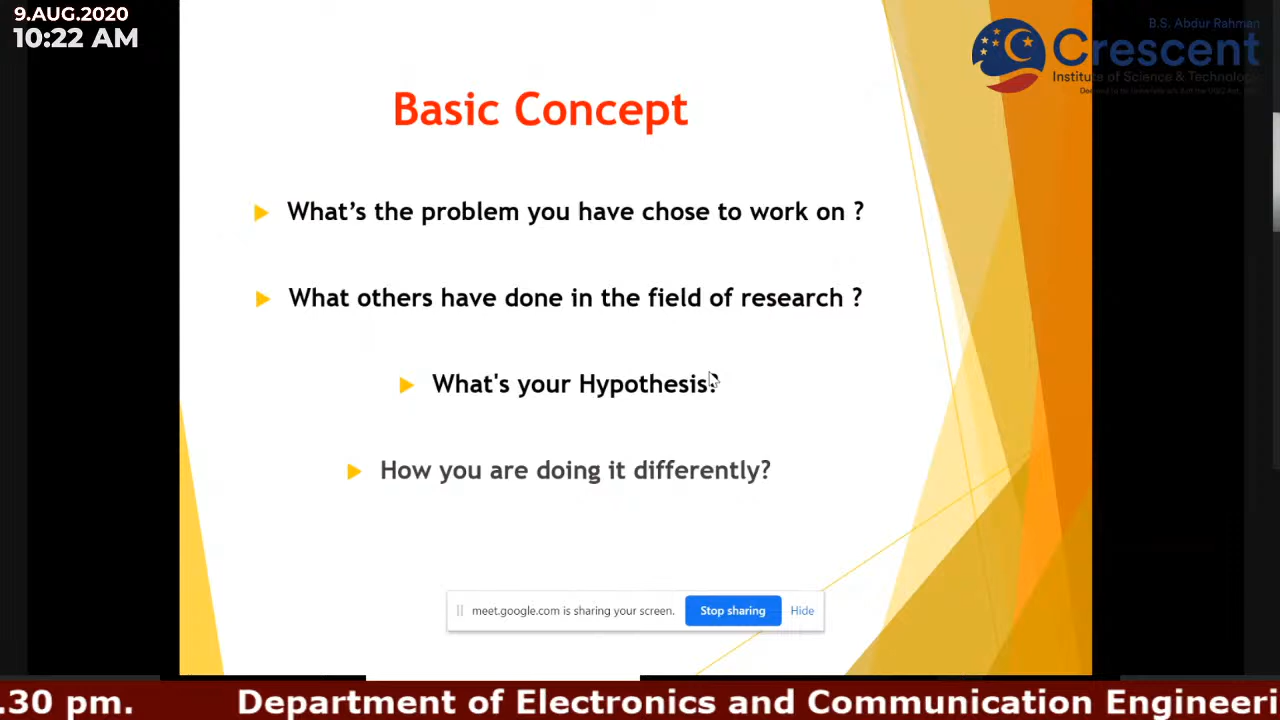 9.AUG.2020
10:22 AM
B.S. Abdur Rahman
Crescent
Institute of Science & Technology
Basic Concept
What’s the problem you have chose to work on ?
What others have done in the field of research ?
What's your Hypothesis?
How you are doing it differently?
meet.google.com is sharing your screen.
Stop sharing
Hide
.30 pm. Department of Electronics and Communication Engineeri